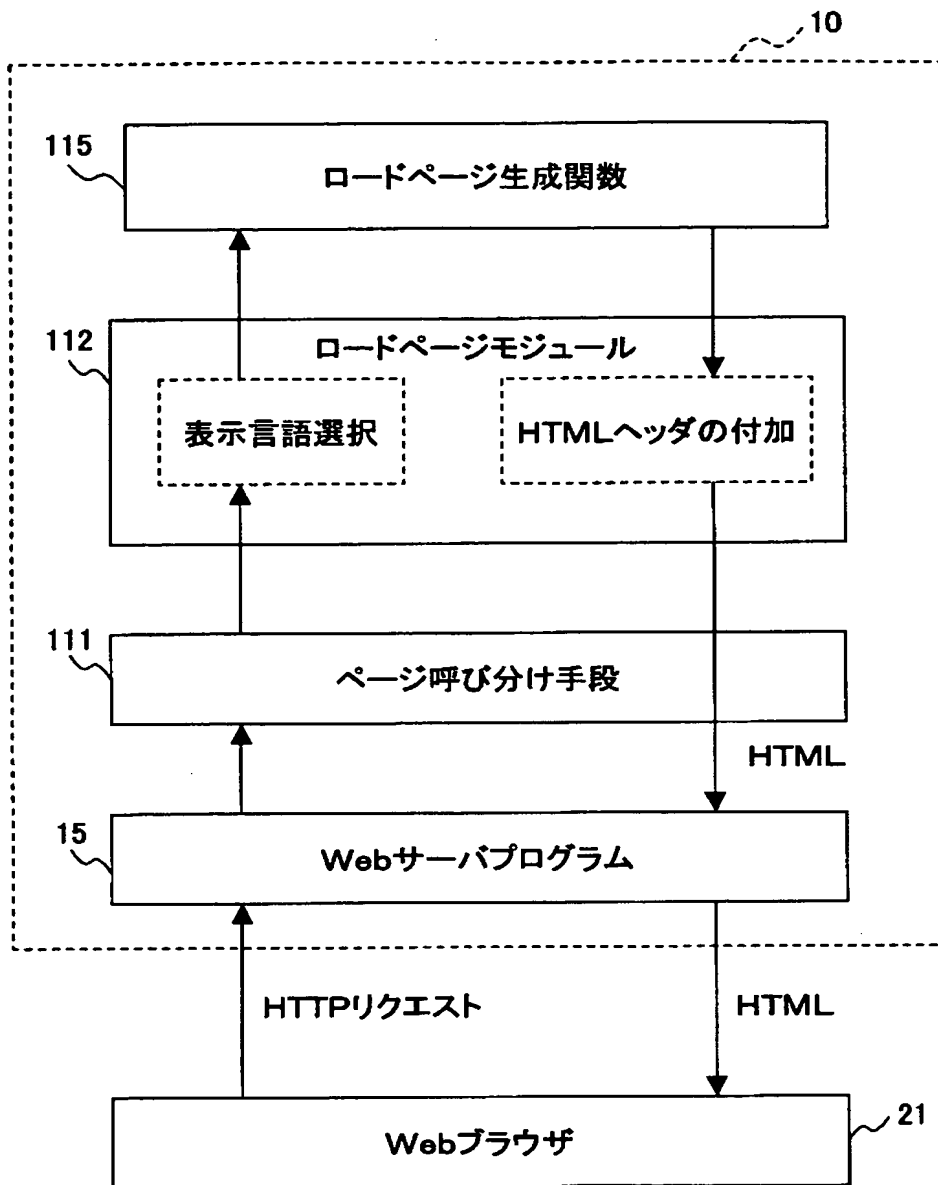 10
115
ロードページ生成関数
112
ロードページモジュール
表示言語選択
HTMLヘッダの付加
111
ページ呼び分け手段
HTML
15
Webサーバプログラム
HTTPリクエスト
HTML
Webブラウザ
21